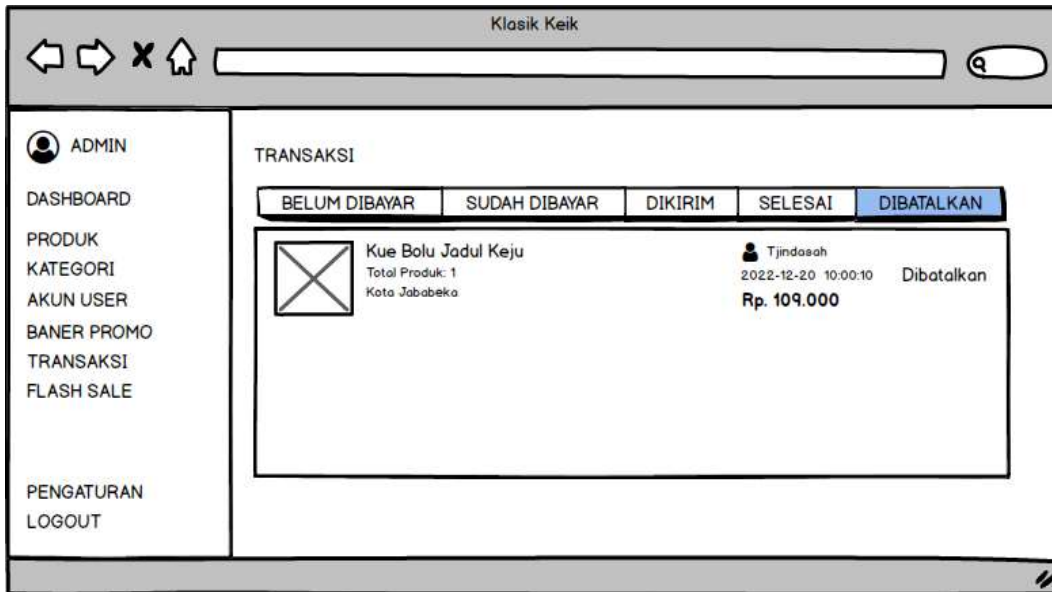 Klasik Keik
ADMIN
DASHBOARD
PRODUK
KATEGORI
AKUN USER
BANER PROMO
TRANSAKSI
FLASH SALE
PENGATURAN
LOGOUT
TRANSAKSI
BELUM DIBAYAR SUDAH DIBAYAR DIKIRIM SELESAI DIBATALKAN
Kue Bolu Jadul Keju
Total Produk: 1
Kota Jababeka
Tjindasah
2022-12-20 10:00:10 Dibatalkan
Rp. 109.000